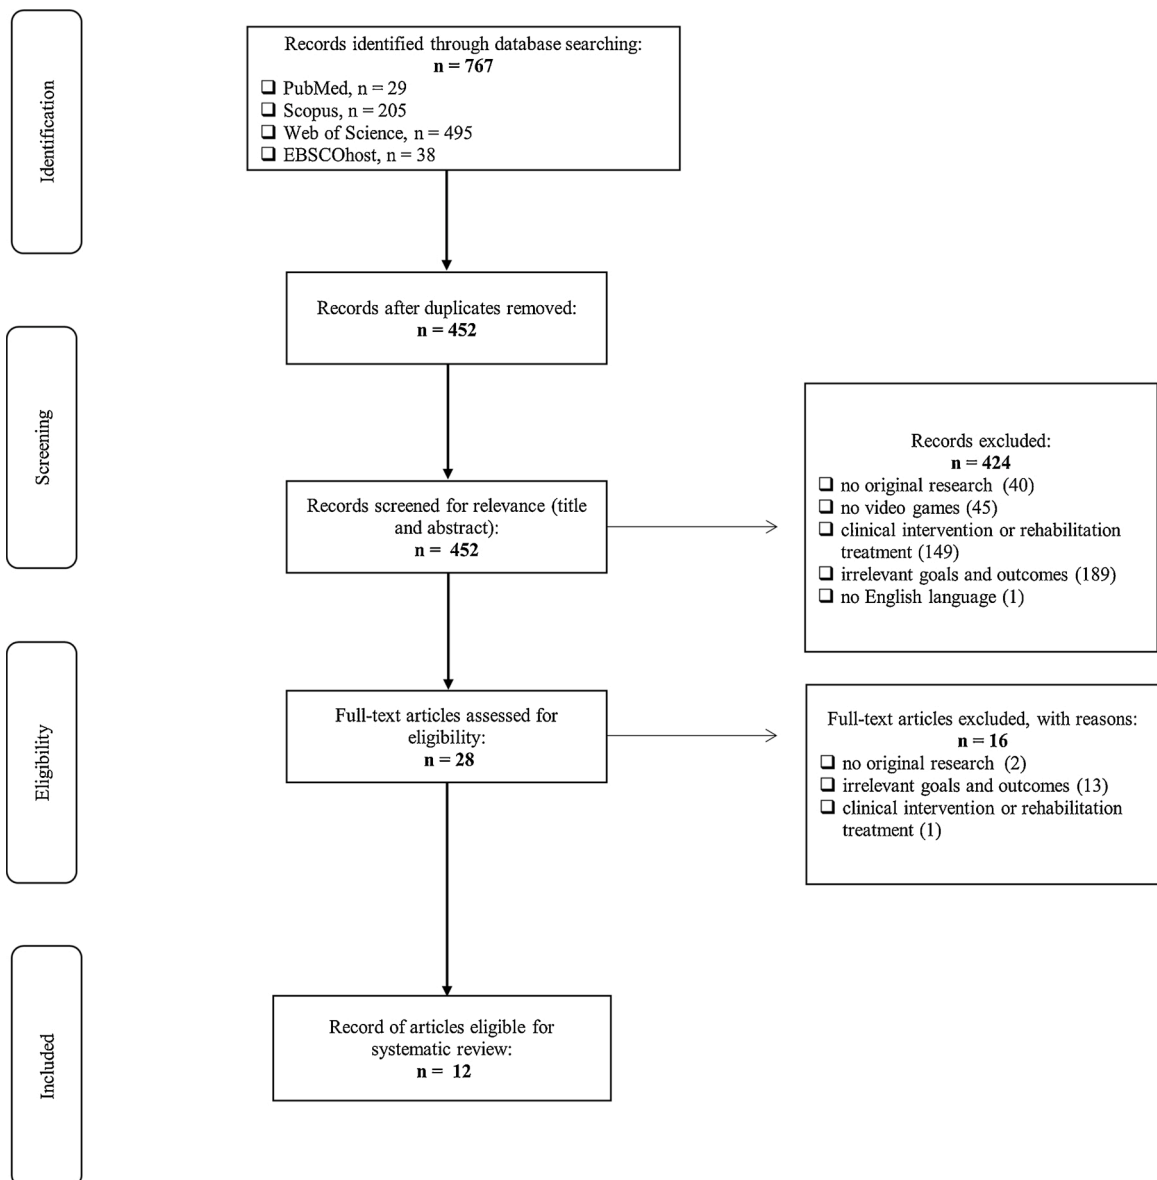 Identification
Records identified through database searching:
n = 767
❑ PubMed, n = 29
❑ Scopus, n = 205
❑ Web of Science, n = 495
❑ EBSCOhost, n = 38
Records after duplicates removed:
n = 452
Screening
Records screened for relevance (title
and abstract):
n = 452
Records excluded:
n = 424
❑ no original research (40)
❑ no video games (45)
❑ clinical intervention or rehabilitation
treatment (149)
❑ irrelevant goals and outcomes (189)
❑ no English language (1)
Eligibility
Full-text articles assessed for
eligibility:
n = 28
Full-text articles excluded, with reasons:
n = 16
❑ no original research (2)
❑ irrelevant goals and outcomes (13)
❑ clinical intervention or rehabilitation
treatment (1)
Included
Record of articles eligible for
systematic review:
n = 12